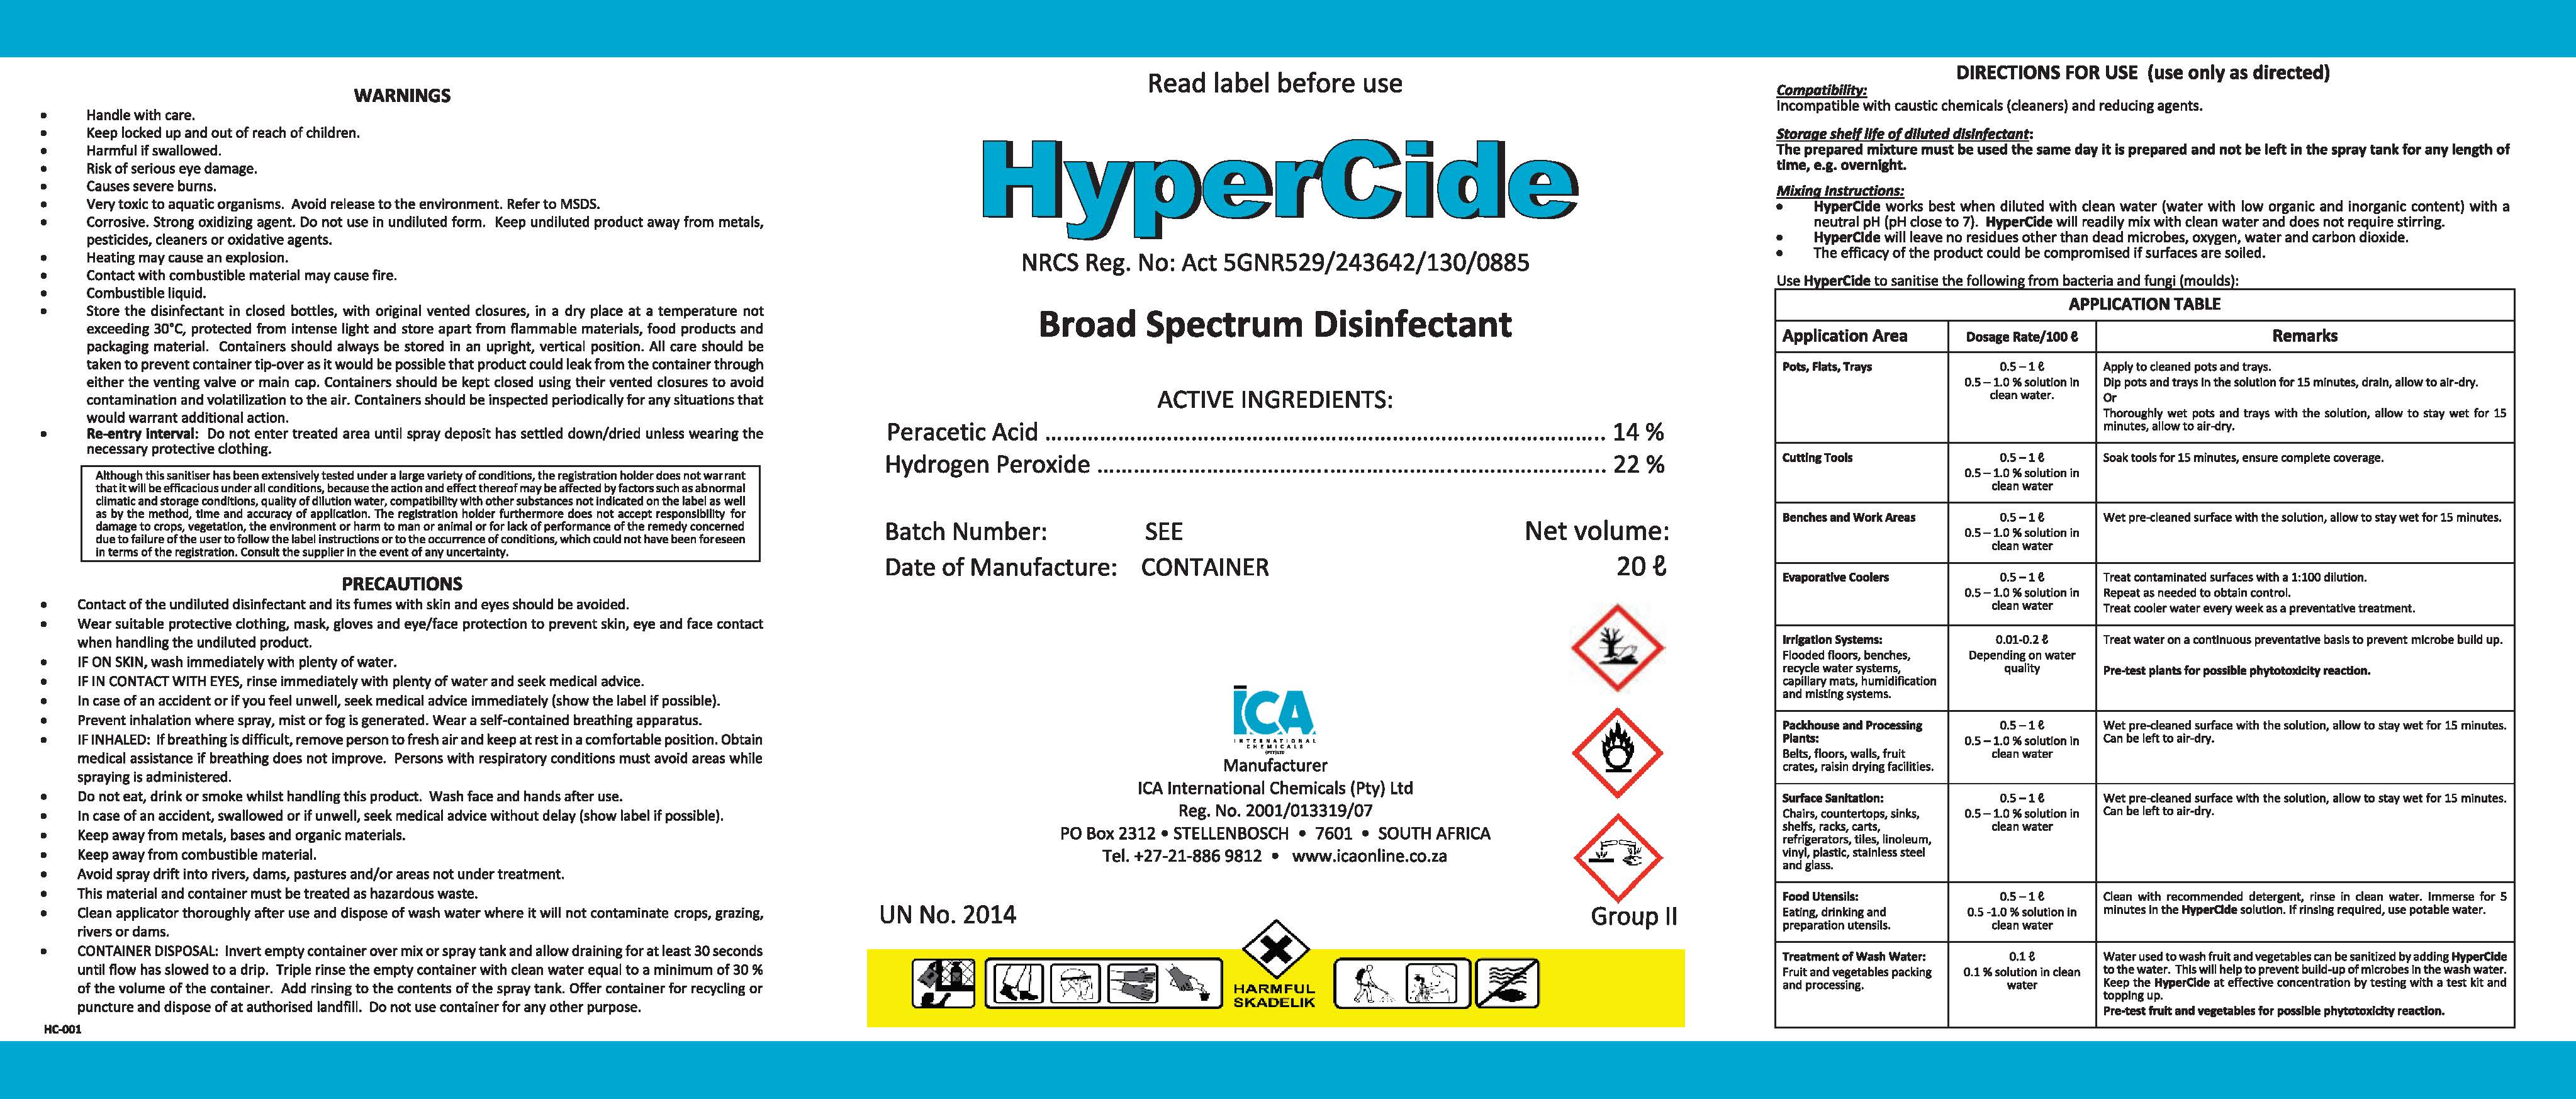 WARNINGS
• Handle with care.
• Keep locked up and out of reach of children.
• Harmful if swallowed.
• Risk of serious eye damage.
• Causes severe burns.
• Very toxic to aquatic organisms. Avoid release to the environment. Refer to MSDS.
• Corrosive. Strong oxidizing agent. Do not use in undiluted form. Keep undiluted product away from metals,
pesticides, cleaners or oxidative agents.
• Heating may cause an explosion.
• Contact with combustible material may cause fire.
• Combustible liquid.
• Store the disinfectant in closed bottles, with original vented closures, in a dry place at a temperature not
exceeding 30°C, protected from intense light and store apart from flammable materials, food products and
packaging material. Containers should always be stored in an upright, vertical position. All care should be
taken to prevent container tip-over as it would be possible that product could leak from the container through
either the venting valve or main cap. Containers should be kept closed using their vented closures to avoid
contamination and volatilization to the air. Containers should be inspected periodically for any situations that
would warrant additional action.
• Re-entry interval: Do not enter treated area until spray deposit has settled down/dried unless wearing the
necessary protective clothing.
Although this sanitiser has been extensively tested under a large variety of conditions, the registration holder does not warrant
that it will be efficacious under all conditions, because the action and effect thereof may be affected by factors such as abnormal
climatic and storage conditions, quality of dilution water, compatibility with other substances not indicated on the label as well
as by the method, time and accuracy of application. The registration holder furthermore does not accept responsibility for
damage to crops, vegetation, the environment or harm to man or animal or for lack of performance of the remedy concerned
due to failure of the user to follow the label instructions or to the occurrence of conditions, which could not have been foreseen
in terms of the registration. Consult the supplier in the event of any uncertainty.
PRECAUTIONS
• Contact of the undiluted disinfectant and its fumes with skin and eyes should be avoided.
• Wear suitable protective clothing, mask, gloves and eye/face protection to prevent skin, eye and face contact
when handling the undiluted product.
• IF ON SKIN, wash immediately with plenty of water.
• IF IN CONTACT WITH EYES, rinse immediately with plenty of water and seek medical advice.
• In case of an accident or if you feel unwell, seek medical advice immediately (show the label if possible).
• Prevent inhalation where spray, mist or fog is generated. Wear a self-contained breathing apparatus.
• IF INHALED: If breathing is difficult, remove person to fresh air and keep at rest in a comfortable position. Obtain
medical assistance if breathing does not improve. Persons with respiratory conditions must avoid areas while
spraying is administered.
• Do not eat, drink or smoke whilst handling this product. Wash face and hands after use.
• In case of an accident, swallowed or if unwell, seek medical advice without delay (show label if possible).
• Keep away from metals, bases and organic materials.
• Keep away from combustible material.
• Avoid spray drift into rivers, dams, pastures and/or areas not under treatment.
• This material and container must be treated as hazardous waste.
• Clean applicator thoroughly after use and dispose of wash water where it will not contaminate crops, grazing,
rivers or dams.
• CONTAINER DISPOSAL: Invert empty container over mix or spray tank and allow draining for at least 30 seconds
until flow has slowed to a drip. Triple rinse the empty container with clean water equal to a minimum of 30 %
of the volume of the container. Add rinsing to the contents of the spray tank. Offer container for recycling or
puncture and dispose of at authorised landfill. Do not use container for any other purpose.
HC-001
Read label before use
HyperCide
NRCS Reg. No: Act 5GNR529/243642/130/0885
Broad Spectrum Disinfectant
ACTIVE INGREDIENTS:
Peracetic Acid ........................................ 14 %
Hydrogen Peroxide ........................................ 22 %
Batch Number: SEE Net volume:
Date of Manufacture: CONTAINER 20 ℓ
ICA
INTERNATIONAL
CHEMICALS
(PTY) LTD
Manufacturer
ICA International Chemicals (Pty) Ltd
Reg. No. 2001/013319/07
PO Box 2312 • STELLENBOSCH • 7601 • SOUTH AFRICA
Tel. +27-21-886 9812 • www.icaonline.co.za
UN No. 2014 Group II
HARMFUL
SKADELIK
DIRECTIONS FOR USE (use only as directed)
Compatibility:
Incompatible with caustic chemicals (cleaners) and reducing agents.
Storage shelf life of diluted disinfectant:
The prepared mixture must be used the same day it is prepared and not be left in the spray tank for any length of
time, e.g. overnight.
Mixing Instructions:
• HyperCide works best when diluted with clean water (water with low organic and inorganic content) with a
neutral pH (pH close to 7). HyperCide will readily mix with clean water and does not require stirring.
• HyperCide will leave no residues other than dead microbes, oxygen, water and carbon dioxide.
• The efficacy of the product could be compromised if surfaces are soiled.
Use HyperCide to sanitise the following from bacteria and fungi (moulds):
APPLICATION TABLE
Application Area Dosage Rate/100 ℓ Remarks
Pots, Flats, Trays
0.5 – 1 ℓ
0.5 – 1.0 % solution in
clean water.
Apply to cleaned pots and trays.
Dip pots and trays in the solution for 15 minutes, drain, allow to air-dry.
Or
Thoroughly wet pots and trays with the solution, allow to stay wet for 15
minutes, allow to air-dry.
Cutting Tools
0.5 – 1 ℓ
0.5 – 1.0 % solution in
clean water
Soak tools for 15 minutes, ensure complete coverage.
Benches and Work Areas
0.5 – 1 ℓ
0.5 – 1.0 % solution in
clean water
Wet pre-cleaned surface with the solution, allow to stay wet for 15 minutes.
Evaporative Coolers
0.5 – 1 ℓ
0.5 – 1.0 % solution in
clean water
Treat contaminated surfaces with a 1:100 dilution.
Repeat as needed to obtain control.
Treat cooler water every week as a preventative treatment.
Irrigation Systems:
Flooded floors, benches,
recycle water systems,
capillary mats, humidification
and misting systems.
0.01-0.2 ℓ
Depending on water
quality
Treat water on a continuous preventative basis to prevent microbe build up.
Pre-test plants for possible phytotoxicity reaction.
Packhouse and Processing
Plants:
Belts, floors, walls, fruit
crates, raisin drying facilities.
0.5 – 1 ℓ
0.5 – 1.0 % solution in
clean water
Wet pre-cleaned surface with the solution, allow to stay wet for 15 minutes.
Can be left to air-dry.
Surface Sanitation:
Chairs, countertops, sinks,
shelfs, racks, carts,
refrigerators, tiles, linoleum,
vinyl, plastic, stainless steel
and glass.
0.5 – 1 ℓ
0.5 – 1.0 % solution in
clean water
Wet pre-cleaned surface with the solution, allow to stay wet for 15 minutes.
Can be left to air-dry.
Food Utensils:
Eating, drinking and
preparation utensils.
0.5 – 1 ℓ
0.5 -1.0 % solution in
clean water
Clean with recommended detergent, rinse in clean water. Immerse for 5
minutes in the HyperCide solution. If rinsing required, use potable water.
Treatment of Wash Water:
Fruit and vegetables packing
and processing.
0.1 ℓ
0.1 % solution in clean
water
Water used to wash fruit and vegetables can be sanitized by adding HyperCide
to the water. This will help to prevent build-up of microbes in the wash water.
Keep the HyperCide at effective concentration by testing with a test kit and
topping up.
Pre-test fruit and vegetables for possible phytotoxicity reaction.